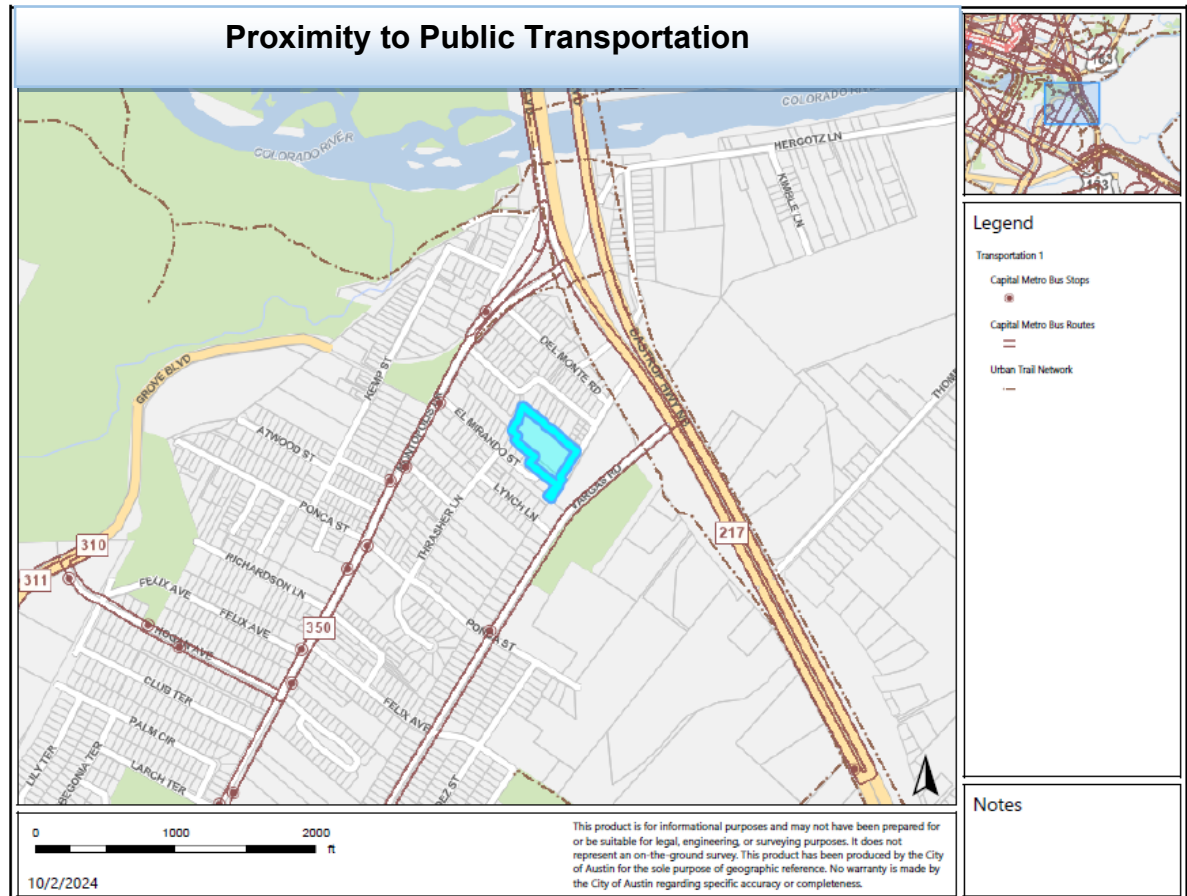 Proximity to Public Transportation
183
183
COLORADO RIVER
COLORADO RIVER
HERGOTZ LN
KIMBLE LN
GROVE BLVD
KEMP ST
DEL MONTE RD
BASTROP HWY NB
EL MIRANDO ST
ATWOOD ST
VARGAS RD
LYNCH LN
PONCA ST
THRASHER LN
217
310
311
RICHARDSON LN
FELIX AVE
FELIX AVE
350
PONCA ST
HOGAN AVE
CLUB TER
FELIX AVE
PALM CIR
LILY TER
BEGONIA TER
LARCH TER
Legend
Transportation 1
Capital Metro Bus Stops
Capital Metro Bus Routes
Urban Trail Network
Notes
0 1000 2000
ft
10/2/2024
This product is for informational purposes and may not have been prepared for
or be suitable for legal, engineering, or surveying purposes. It does not
represent an on-the-ground survey. This product has been produced by the City
of Austin for the sole purpose of geographic reference. No warranty is made by
the City of Austin regarding specific accuracy or completeness.